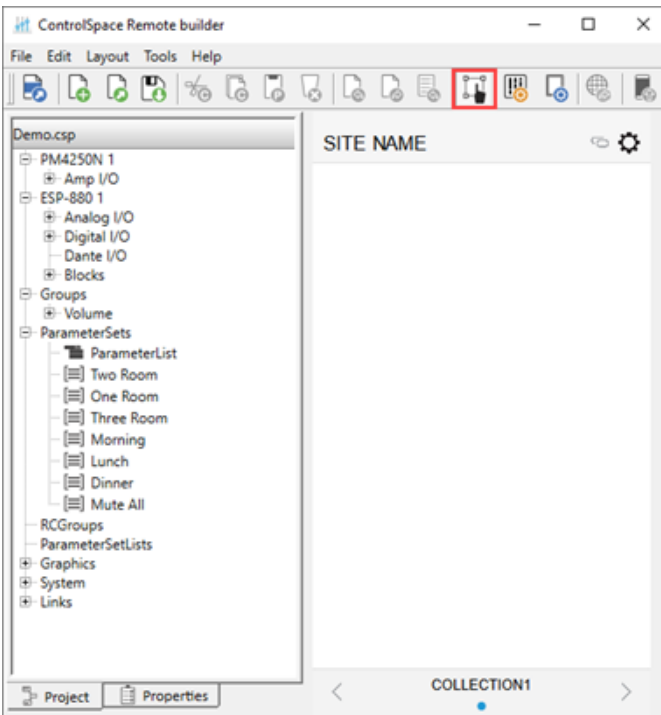 ControlSpace Remote builder
File Edit Layout Tools Help
Demo.csp
PM4250N 1
Amp I/O
ESP-880 1
Analog I/O
Digital I/O
Dante I/O
Blocks
Groups
Volume
ParameterSets
ParameterList
Two Room
One Room
Three Room
Morning
Lunch
Dinner
Mute All
RCGroups
ParameterSetLists
Graphics
System
Links
Project Properties
SITE NAME
COLLECTION1